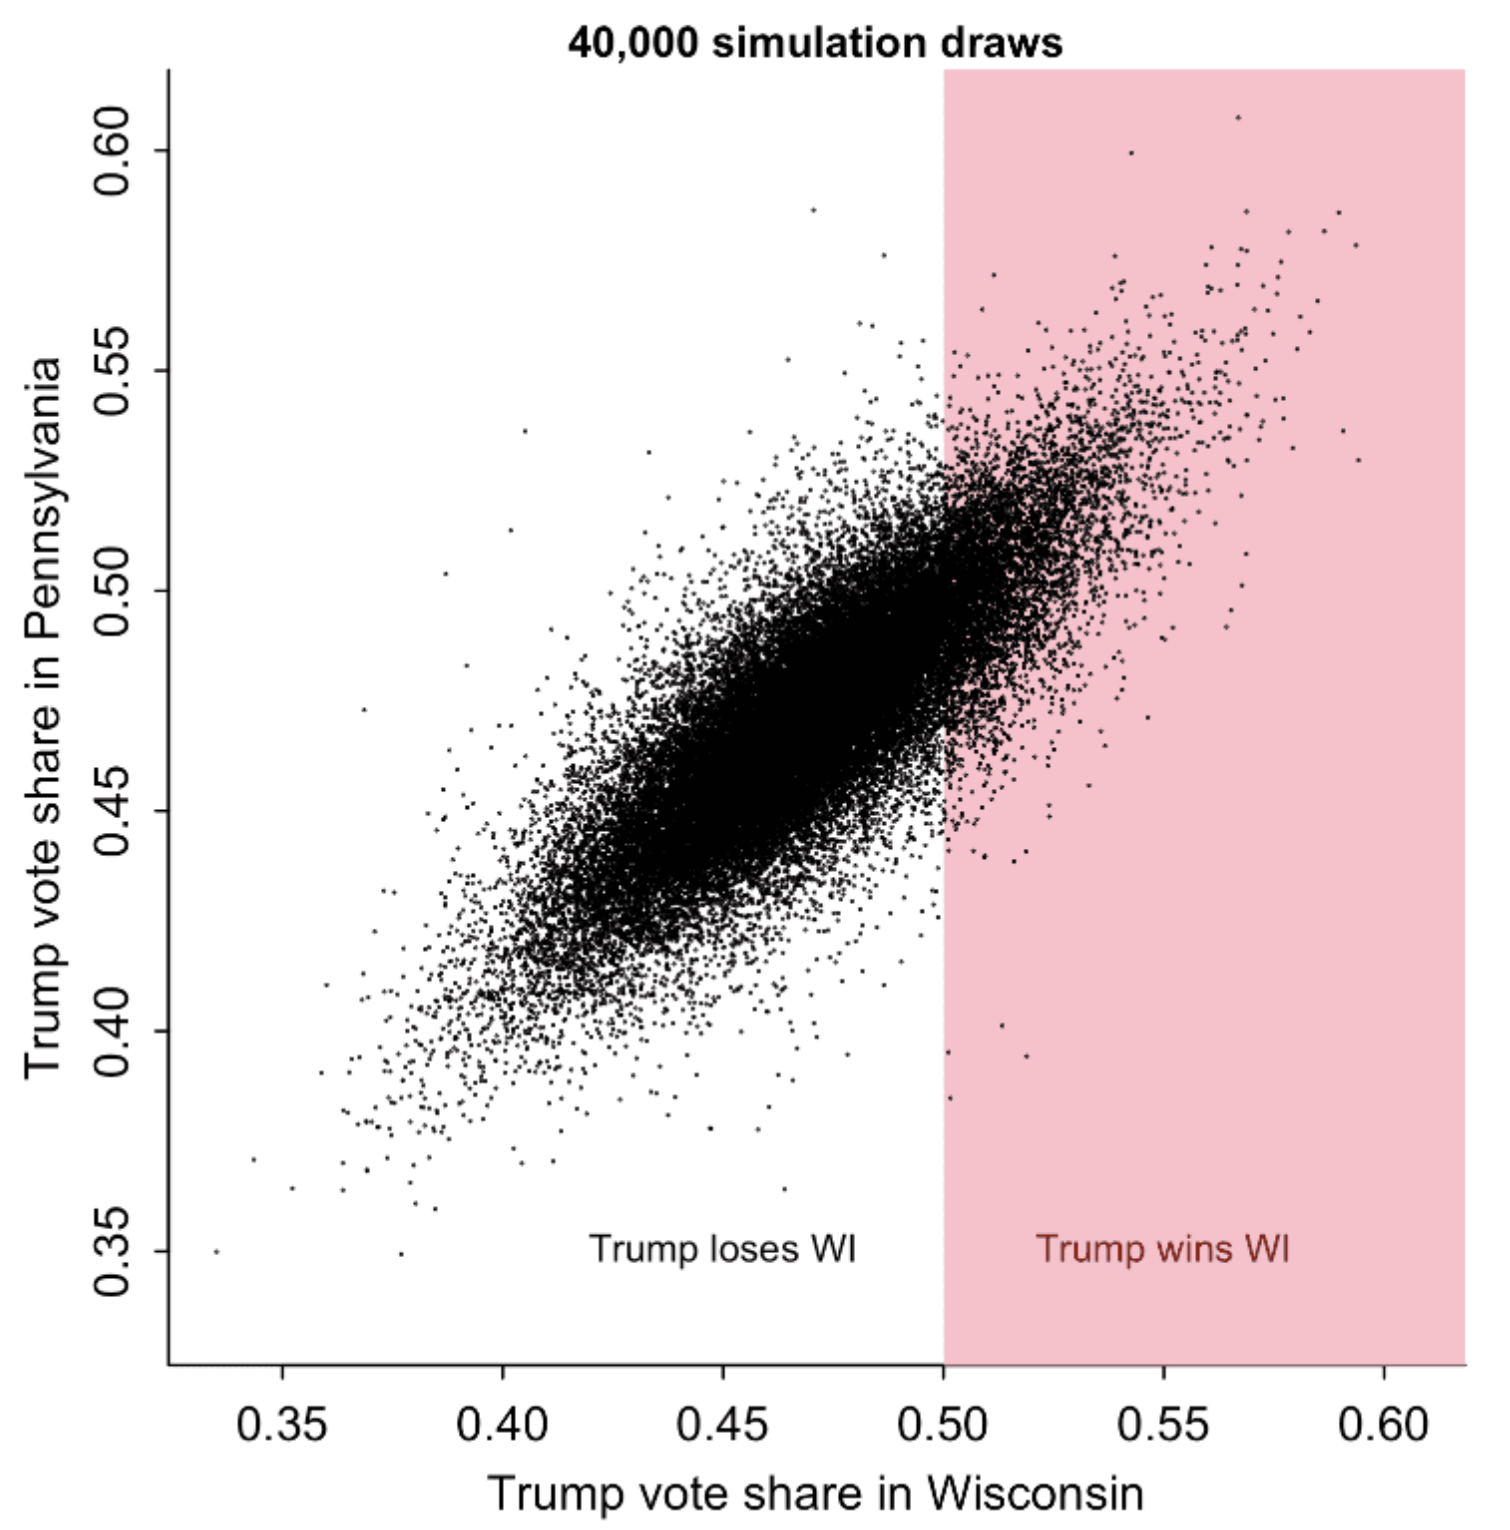 40,000 simulation draws
Trump vote share in Pennsylvania
0.60
0.55
0.50
0.45
0.40
0.35
Trump loses WI
Trump wins WI
0.35 0.40 0.45 0.50 0.55 0.60
Trump vote share in Wisconsin